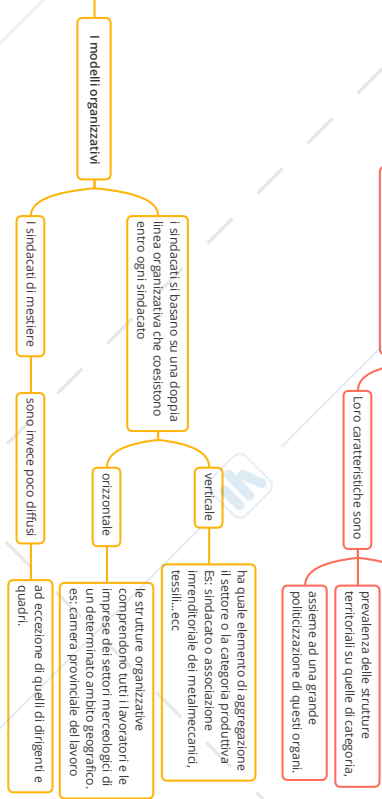 I modelli organizzativi
i sindacati si basano su una doppia
linea organizzativa che coesistono
entro ogni sindacato
verticale
ha quale elemento di aggregazione
il settore o la categoria produttiva
Es: sindacato o associazione
imrenditoriale dei metalmeccanici,
tessili...ecc
orizzontale
le strutture organizzative
comprendono tutti i lavoratori e le
imprese dei settori merceologici di
un determinato ambito geografico.
es: camera provinciale del lavoro
I sindacati di mestiere
sono invece poco diffusi
ad eccezione di quelli di dirigenti e
quadri.
Loro caratteristiche sono
prevalenza delle strutture
territoriali su quelle di categoria,
assieme ad una grande
politicizzazione di questi organi.